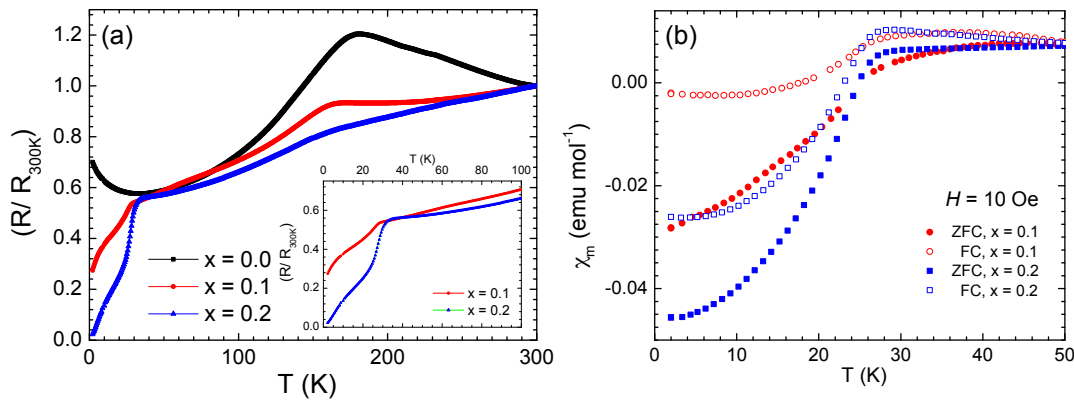 (a)
(R/ R300K)
1.2
1.0
0.8
0.6
0.4
0.2
0.0
x = 0.0
x = 0.1
x = 0.2
0 100 200 300
T (K)
T (K)
0 20 40 60 80 100
(R/ R300K)
0.6
0.4
0.2
0.0
x = 0.1
x = 0.2
(b)
χm (emu mol-1)
0.00
-0.02
-0.04
H = 10 Oe
ZFC, x = 0.1
FC, x = 0.1
ZFC, x = 0.2
FC, x = 0.2
0 10 20 30 40 50
T (K)